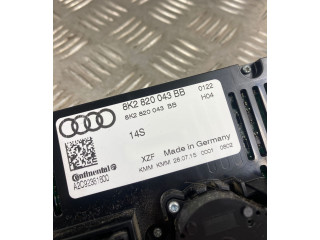 8K2 820 043 BB
8K2 820 043 BB
0122
H04
14S
XZF Made in Germany
Continental
A2C92361800
KMM KMM 28.07.15 0001 0802